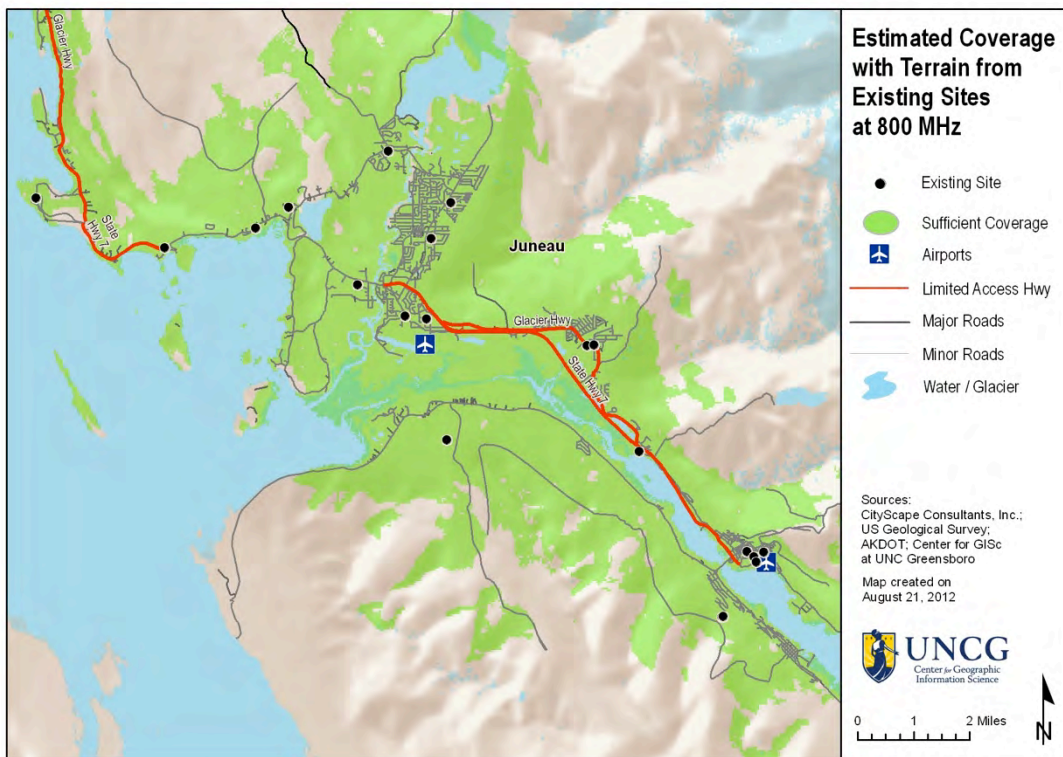 Estimated Coverage
with Terrain from
Existing Sites
at 800 MHz
Existing Site
Sufficient Coverage
Airports
Limited Access Hwy
Major Roads
Minor Roads
Water / Glacier
Sources:
CityScape Consultants, Inc.;
US Geological Survey;
AKDOT; Center for GISc
at UNC Greensboro
Map created on
August 21, 2012
UNCG
Center for Geographic
Information Science
0 1 2 Miles
N
Glacier Hwy
State
Hwy 7
Juneau
Glacier Hwy
State Hwy 7